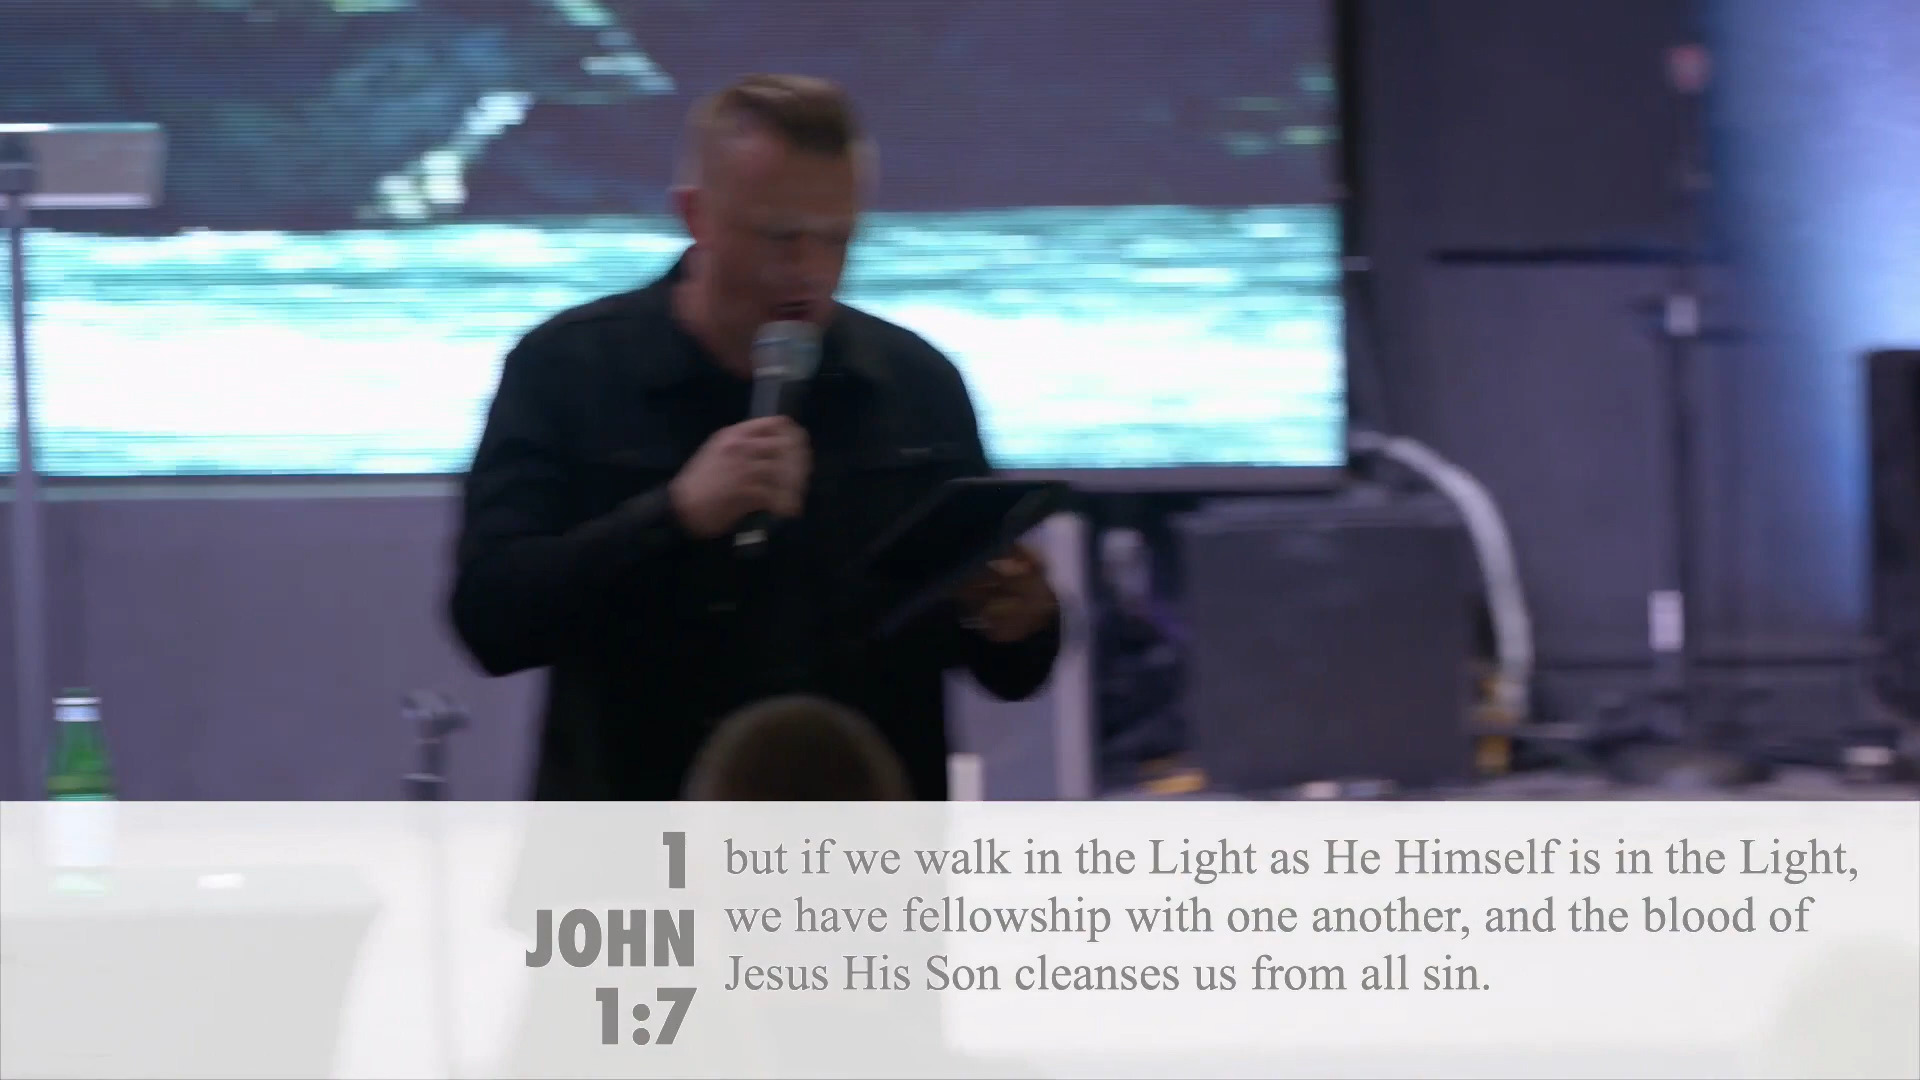 1
JOHN
1:7
but if we walk in the Light as He Himself is in the Light,
we have fellowship with one another, and the blood of
Jesus His Son cleanses us from all sin.